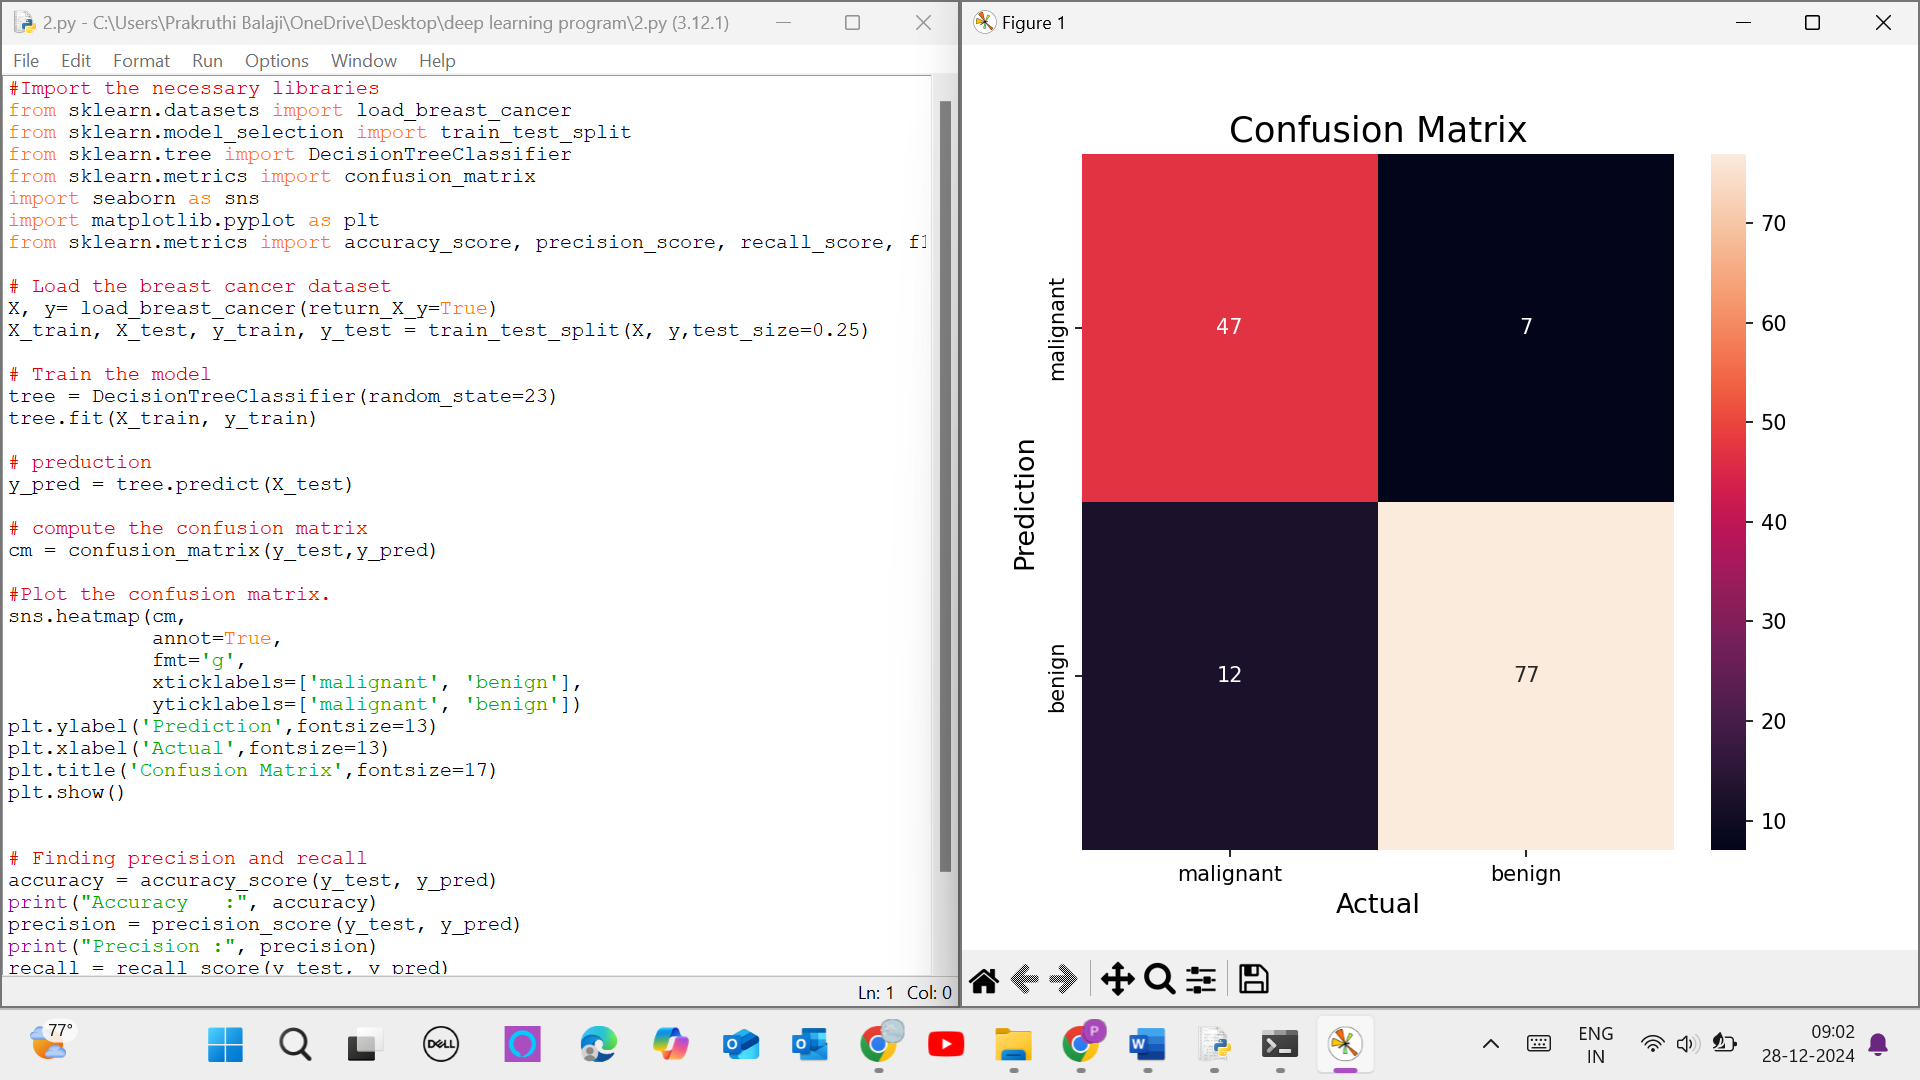 2.py - C:\Users\Prakruthi Balaji\OneDrive\Desktop\deep learning program\2.py (3.12.1)
File Edit Format Run Options Window Help
#Import the necessary libraries
from sklearn.datasets import load_breast_cancer
from sklearn.model_selection import train_test_split
from sklearn.tree import DecisionTreeClassifier
from sklearn.metrics import confusion_matrix
import seaborn as sns
import matplotlib.pyplot as plt
from sklearn.metrics import accuracy_score, precision_score, recall_score, f1
# Load the breast cancer dataset
X, y= load_breast_cancer(return_X_y=True)
X_train, X_test, y_train, y_test = train_test_split(X, y,test_size=0.25)
# Train the model
tree = DecisionTreeClassifier(random_state=23)
tree.fit(X_train, y_train)
# preduction
y_pred = tree.predict(X_test)
# compute the confusion matrix
cm = confusion_matrix(y_test,y_pred)
#Plot the confusion matrix.
sns.heatmap(cm,
annot=True,
fmt='g',
xticklabels=['malignant', 'benign'],
yticklabels=['malignant', 'benign'])
plt.ylabel('Prediction',fontsize=13)
plt.xlabel('Actual',fontsize=13)
plt.title('Confusion Matrix',fontsize=17)
plt.show()
# Finding precision and recall
accuracy = accuracy_score(y_test, y_pred)
print("Accuracy   :", accuracy)
precision = precision_score(y_test, y_pred)
print("Precision :", precision)
recall = recall_score(y_test, y_pred)
Ln: 1 Col: 0
Figure 1
Confusion Matrix
Prediction
malignant
47 7
benign
12 77
malignant benign
Actual
70
60
50
40
30
20
10
77°
DELL
P
ENG
IN
09:02
28-12-2024